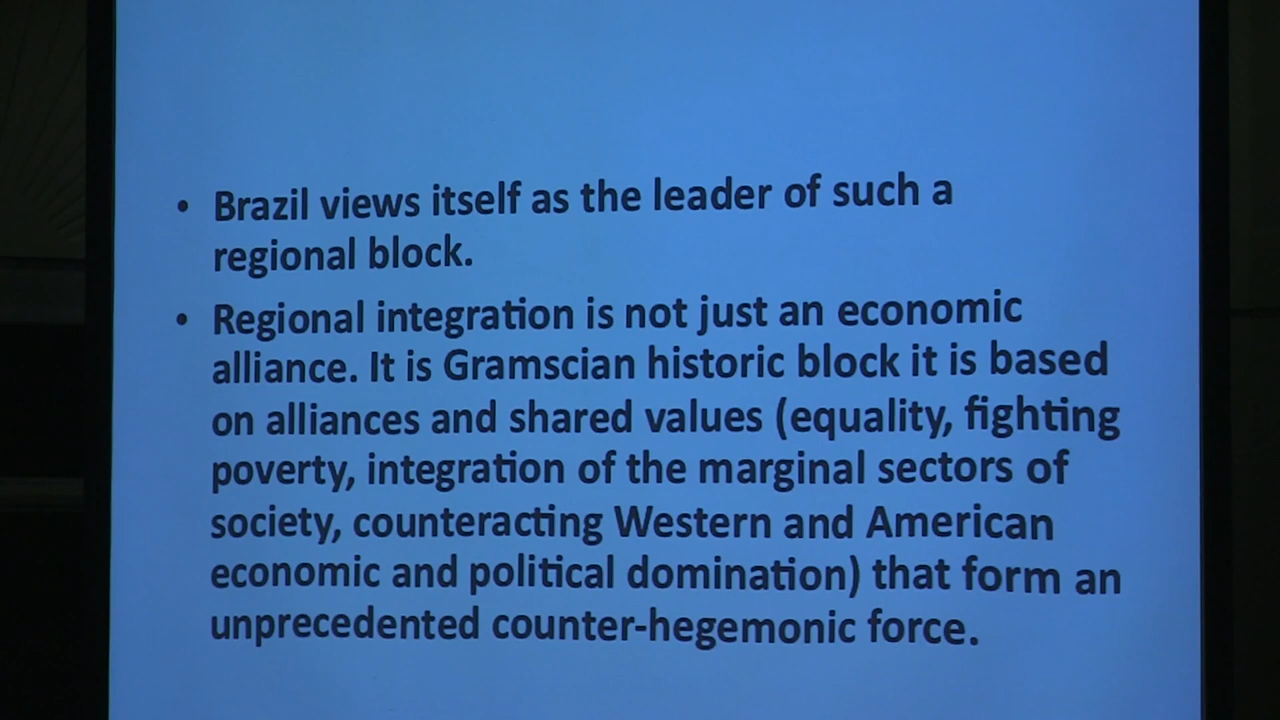 • Brazil views itself as the leader of such a
regional block.
• Regional integration is not just an economic
alliance. It is Gramscian historic block it is based
on alliances and shared values (equality, fighting
poverty, integration of the marginal sectors of
society, counteracting Western and American
economic and political domination) that form an
unprecedented counter-hegemonic force.